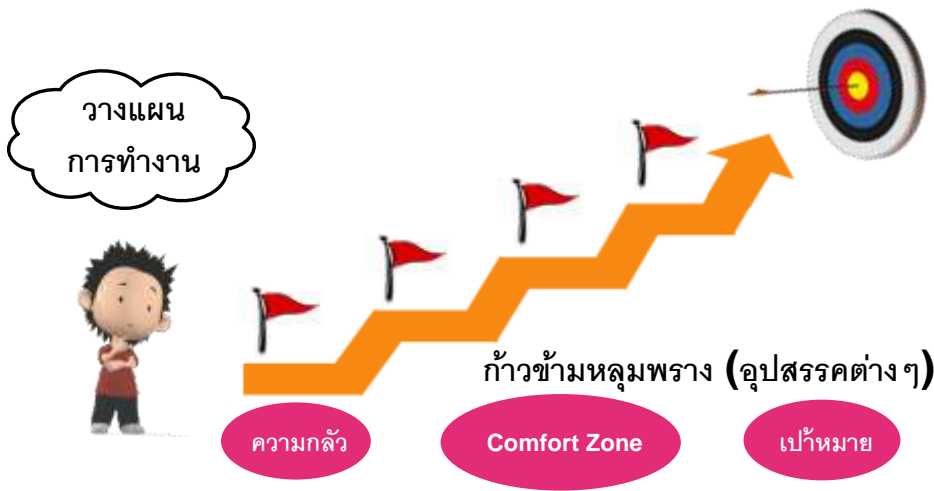 วางแผน
การทำงาน
ก้าวข้ามหลุมพราง (อุปสรรคต่างๆ)
ความกลัว
Comfort Zone
เป้าหมาย